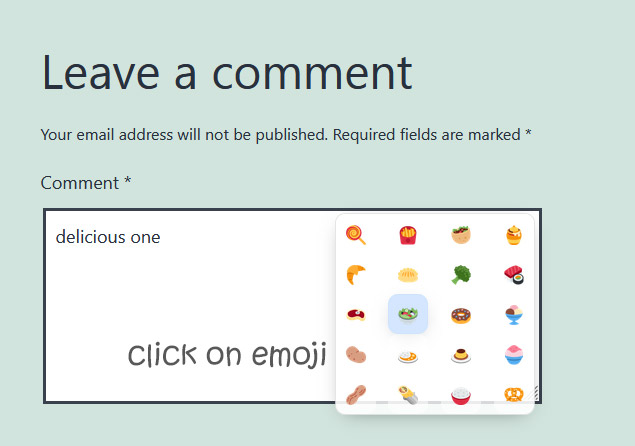 Leave a comment
Your email address will not be published. Required fields are marked *
Comment *
delicious one
click on emoji